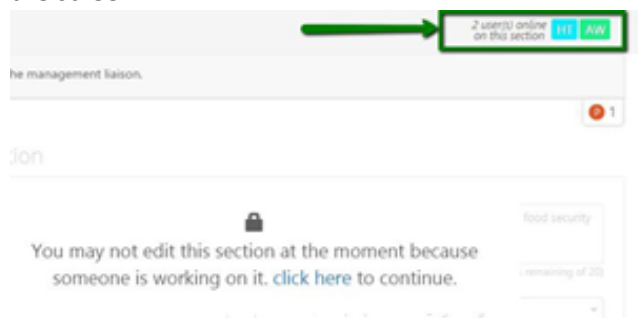 2 user(s) online
on this section HT AW
he management liaison.
P 1
tion
food security
You may not edit this section at the moment because
someone is working on it. click here to continue.
remaining of 20)